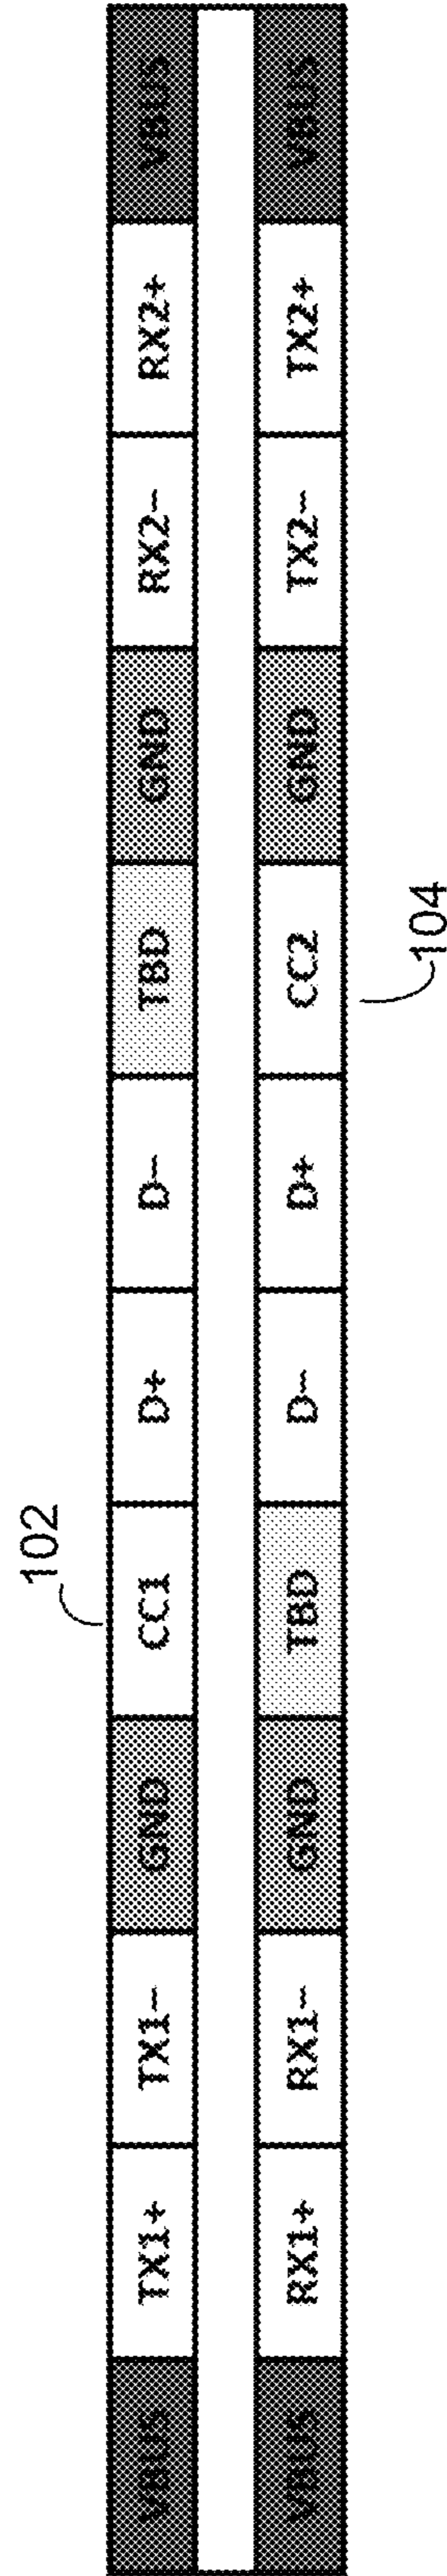 102
VBUS TX1+ TX1− GND CC1 D+ D− TBD GND RX2− RX2+ VBUS
VBUS RX1+ RX1− GND TBD D− D+ CC2 GND TX2− TX2+ VBUS
104